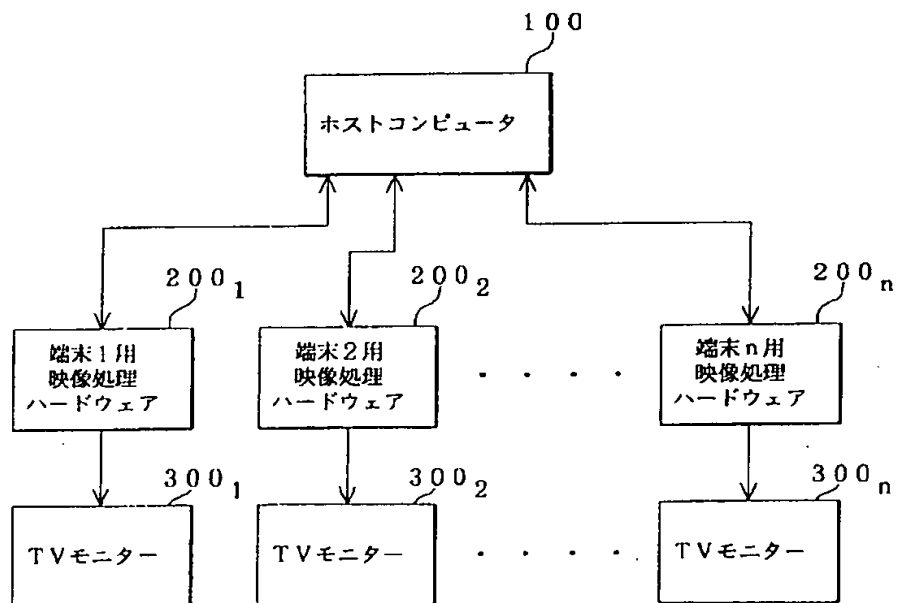 100
ホストコンピュータ
200₁
200₂
200ₙ
端末1用
映像処理
ハードウェア
端末2用
映像処理
ハードウェア
・・・・
端末n用
映像処理
ハードウェア
300₁
300₂
300ₙ
TVモニター
TVモニター
・・・・
TVモニター